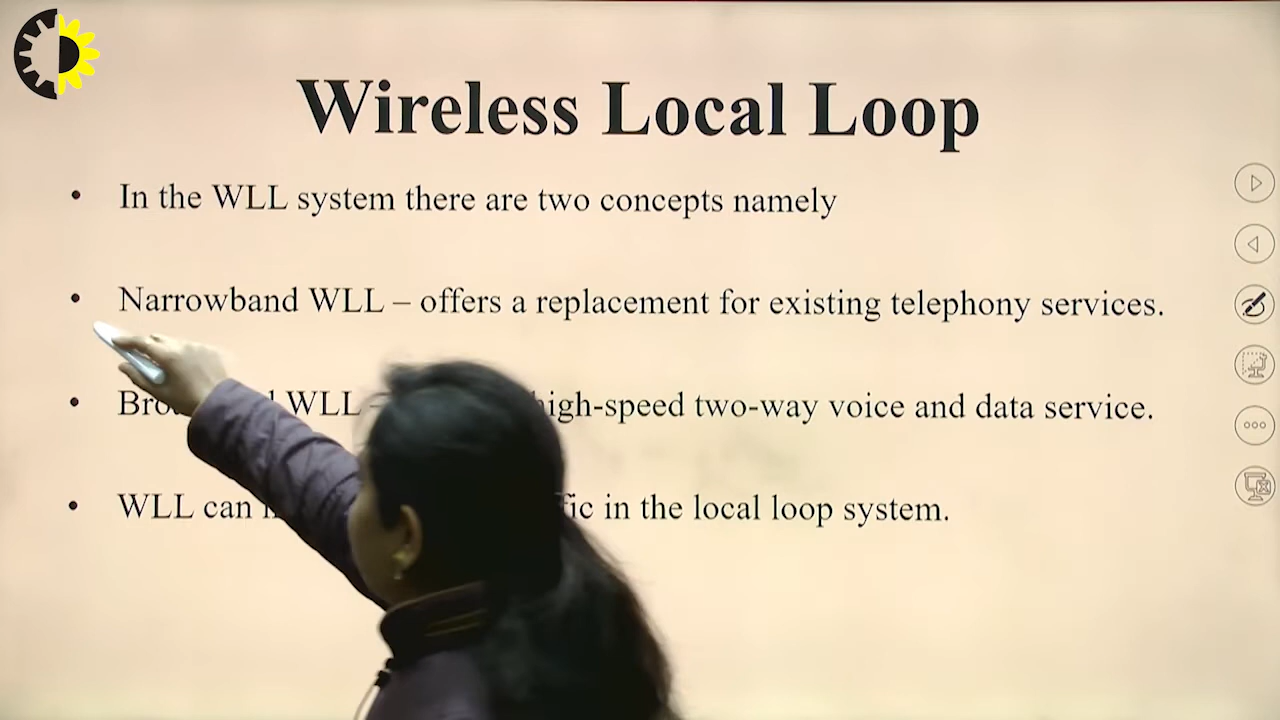 Wireless Local Loop
• In the WLL system there are two concepts namely
• Narrowband WLL – offers a replacement for existing telephony services.
• WLL – high-speed two-way voice and data service.
• WLL can in the local loop system.